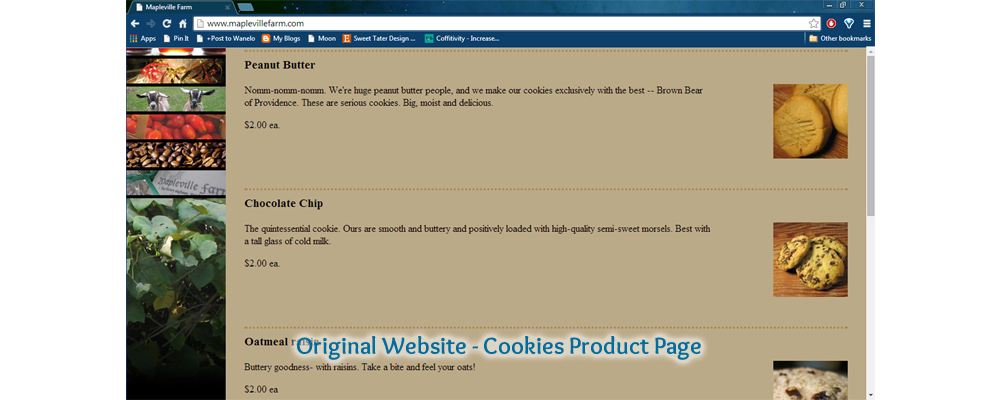 Mapleville Farm
www.maplevillefarm.com
Apps Pin It +Post to Wanelo My Blogs Moon Sweet Tater Design ... Coffitivity - Increase... Other bookmarks
Peanut Butter
Nomm-nomm-nomm. We're huge peanut butter people, and we make our cookies exclusively with the best -- Brown Bear
of Providence. These are serious cookies. Big, moist and delicious.
$2.00 ea.
Mapleville Farm
Chocolate Chip
The quintessential cookie. Ours are smooth and buttery and positively loaded with high-quality semi-sweet morsels. Best with
a tall glass of cold milk.
$2.00 ea.
Oatmeal raisin
Original Website - Cookies Product Page
Buttery goodness- with raisins. Take a bite and feel your oats!
$2.00 ea